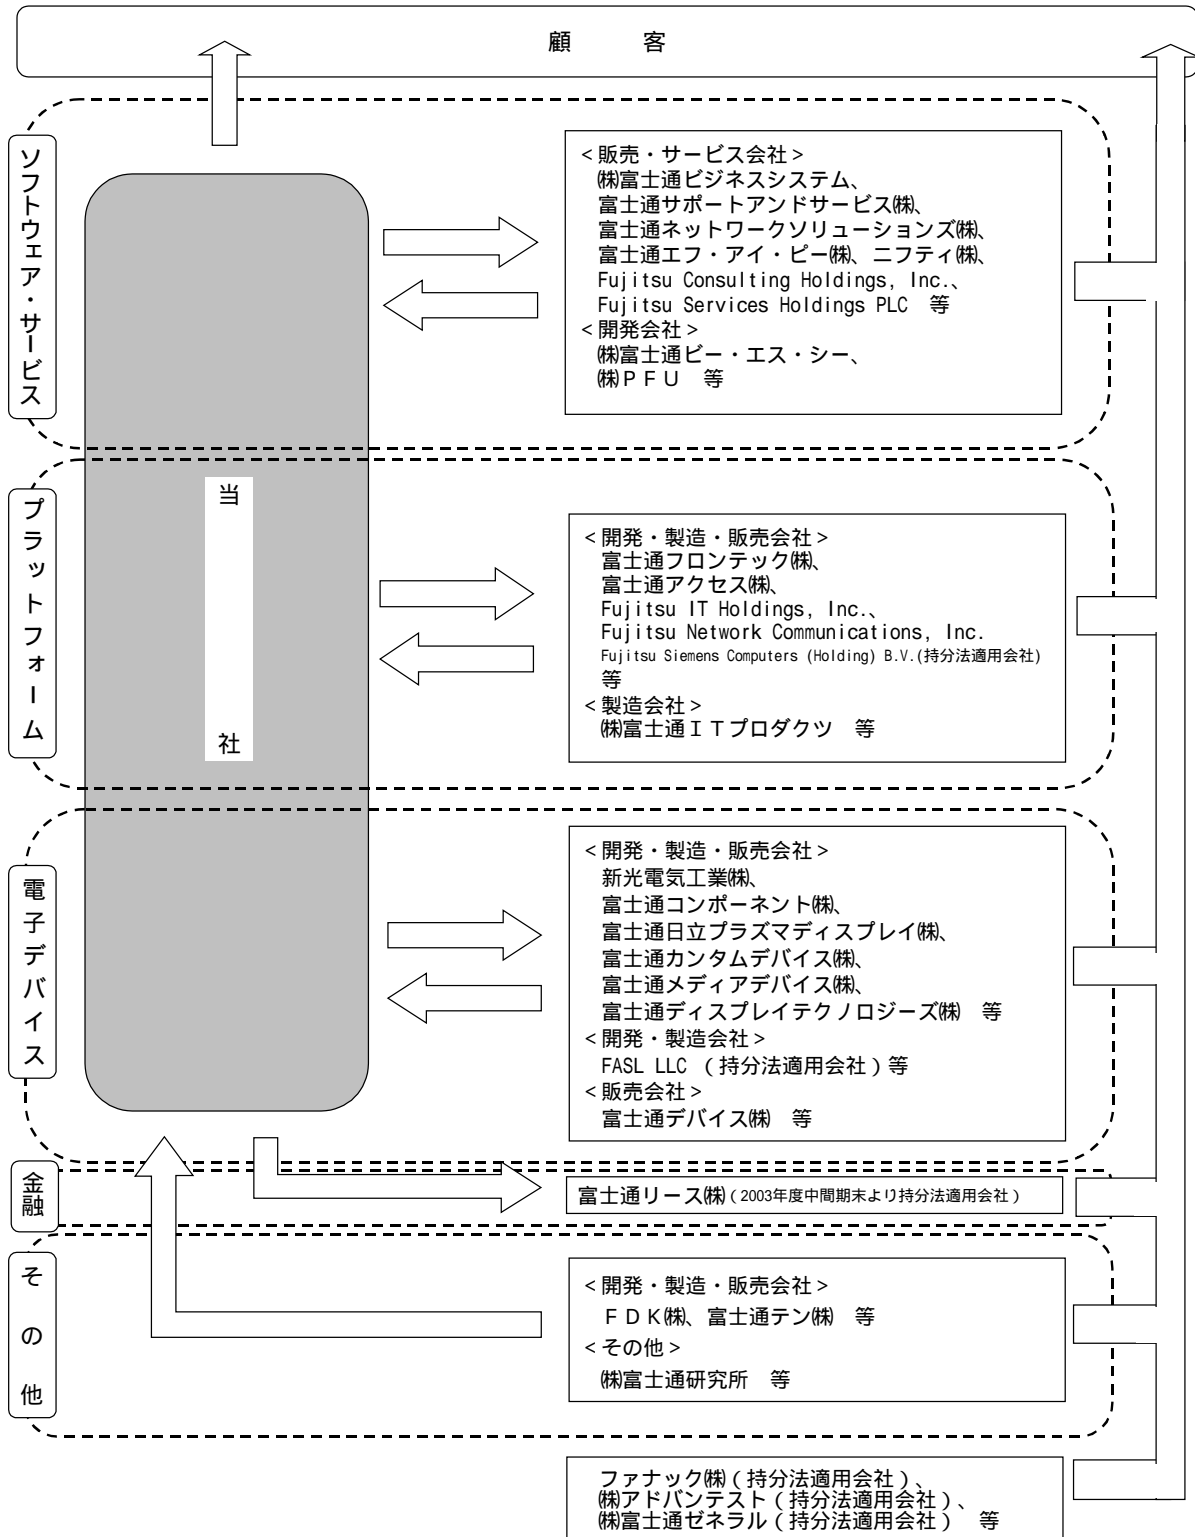 顧　　客
ソフトウェア・サービス
＜販売・サービス会社＞
㈱富士通ビジネスシステム、
富士通サポートアンドサービス㈱、
富士通ネットワークソリューションズ㈱、
富士通エフ・アイ・ピー㈱、ニフティ㈱、
Fujitsu Consulting Holdings, Inc.、
Fujitsu Services Holdings PLC　等
＜開発会社＞
㈱富士通ビー・エス・シー、
㈱ＰＦＵ　等
当　　社
プラットフォーム
＜開発・製造・販売会社＞
富士通フロンテック㈱、
富士通アクセス㈱、
Fujitsu IT Holdings, Inc.、
Fujitsu Network Communications, Inc.
Fujitsu Siemens Computers (Holding) B.V.(持分法適用会社)
等
＜製造会社＞
㈱富士通ＩＴプロダクツ　等
電子デバイス
＜開発・製造・販売会社＞
新光電気工業㈱、
富士通コンポーネント㈱、
富士通日立プラズマディスプレイ㈱、
富士通カンタムデバイス㈱、
富士通メディアデバイス㈱、
富士通ディスプレイテクノロジーズ㈱　等
＜開発・製造会社＞
FASL LLC （持分法適用会社）等
＜販売会社＞
富士通デバイス㈱　等
金融
富士通リース㈱（2003年度中間期末より持分法適用会社）
その他
＜開発・製造・販売会社＞
ＦＤＫ㈱、富士通テン㈱　等
＜その他＞
㈱富士通研究所　等
ファナック㈱（持分法適用会社）、
㈱アドバンテスト（持分法適用会社）、
㈱富士通ゼネラル（持分法適用会社）　等